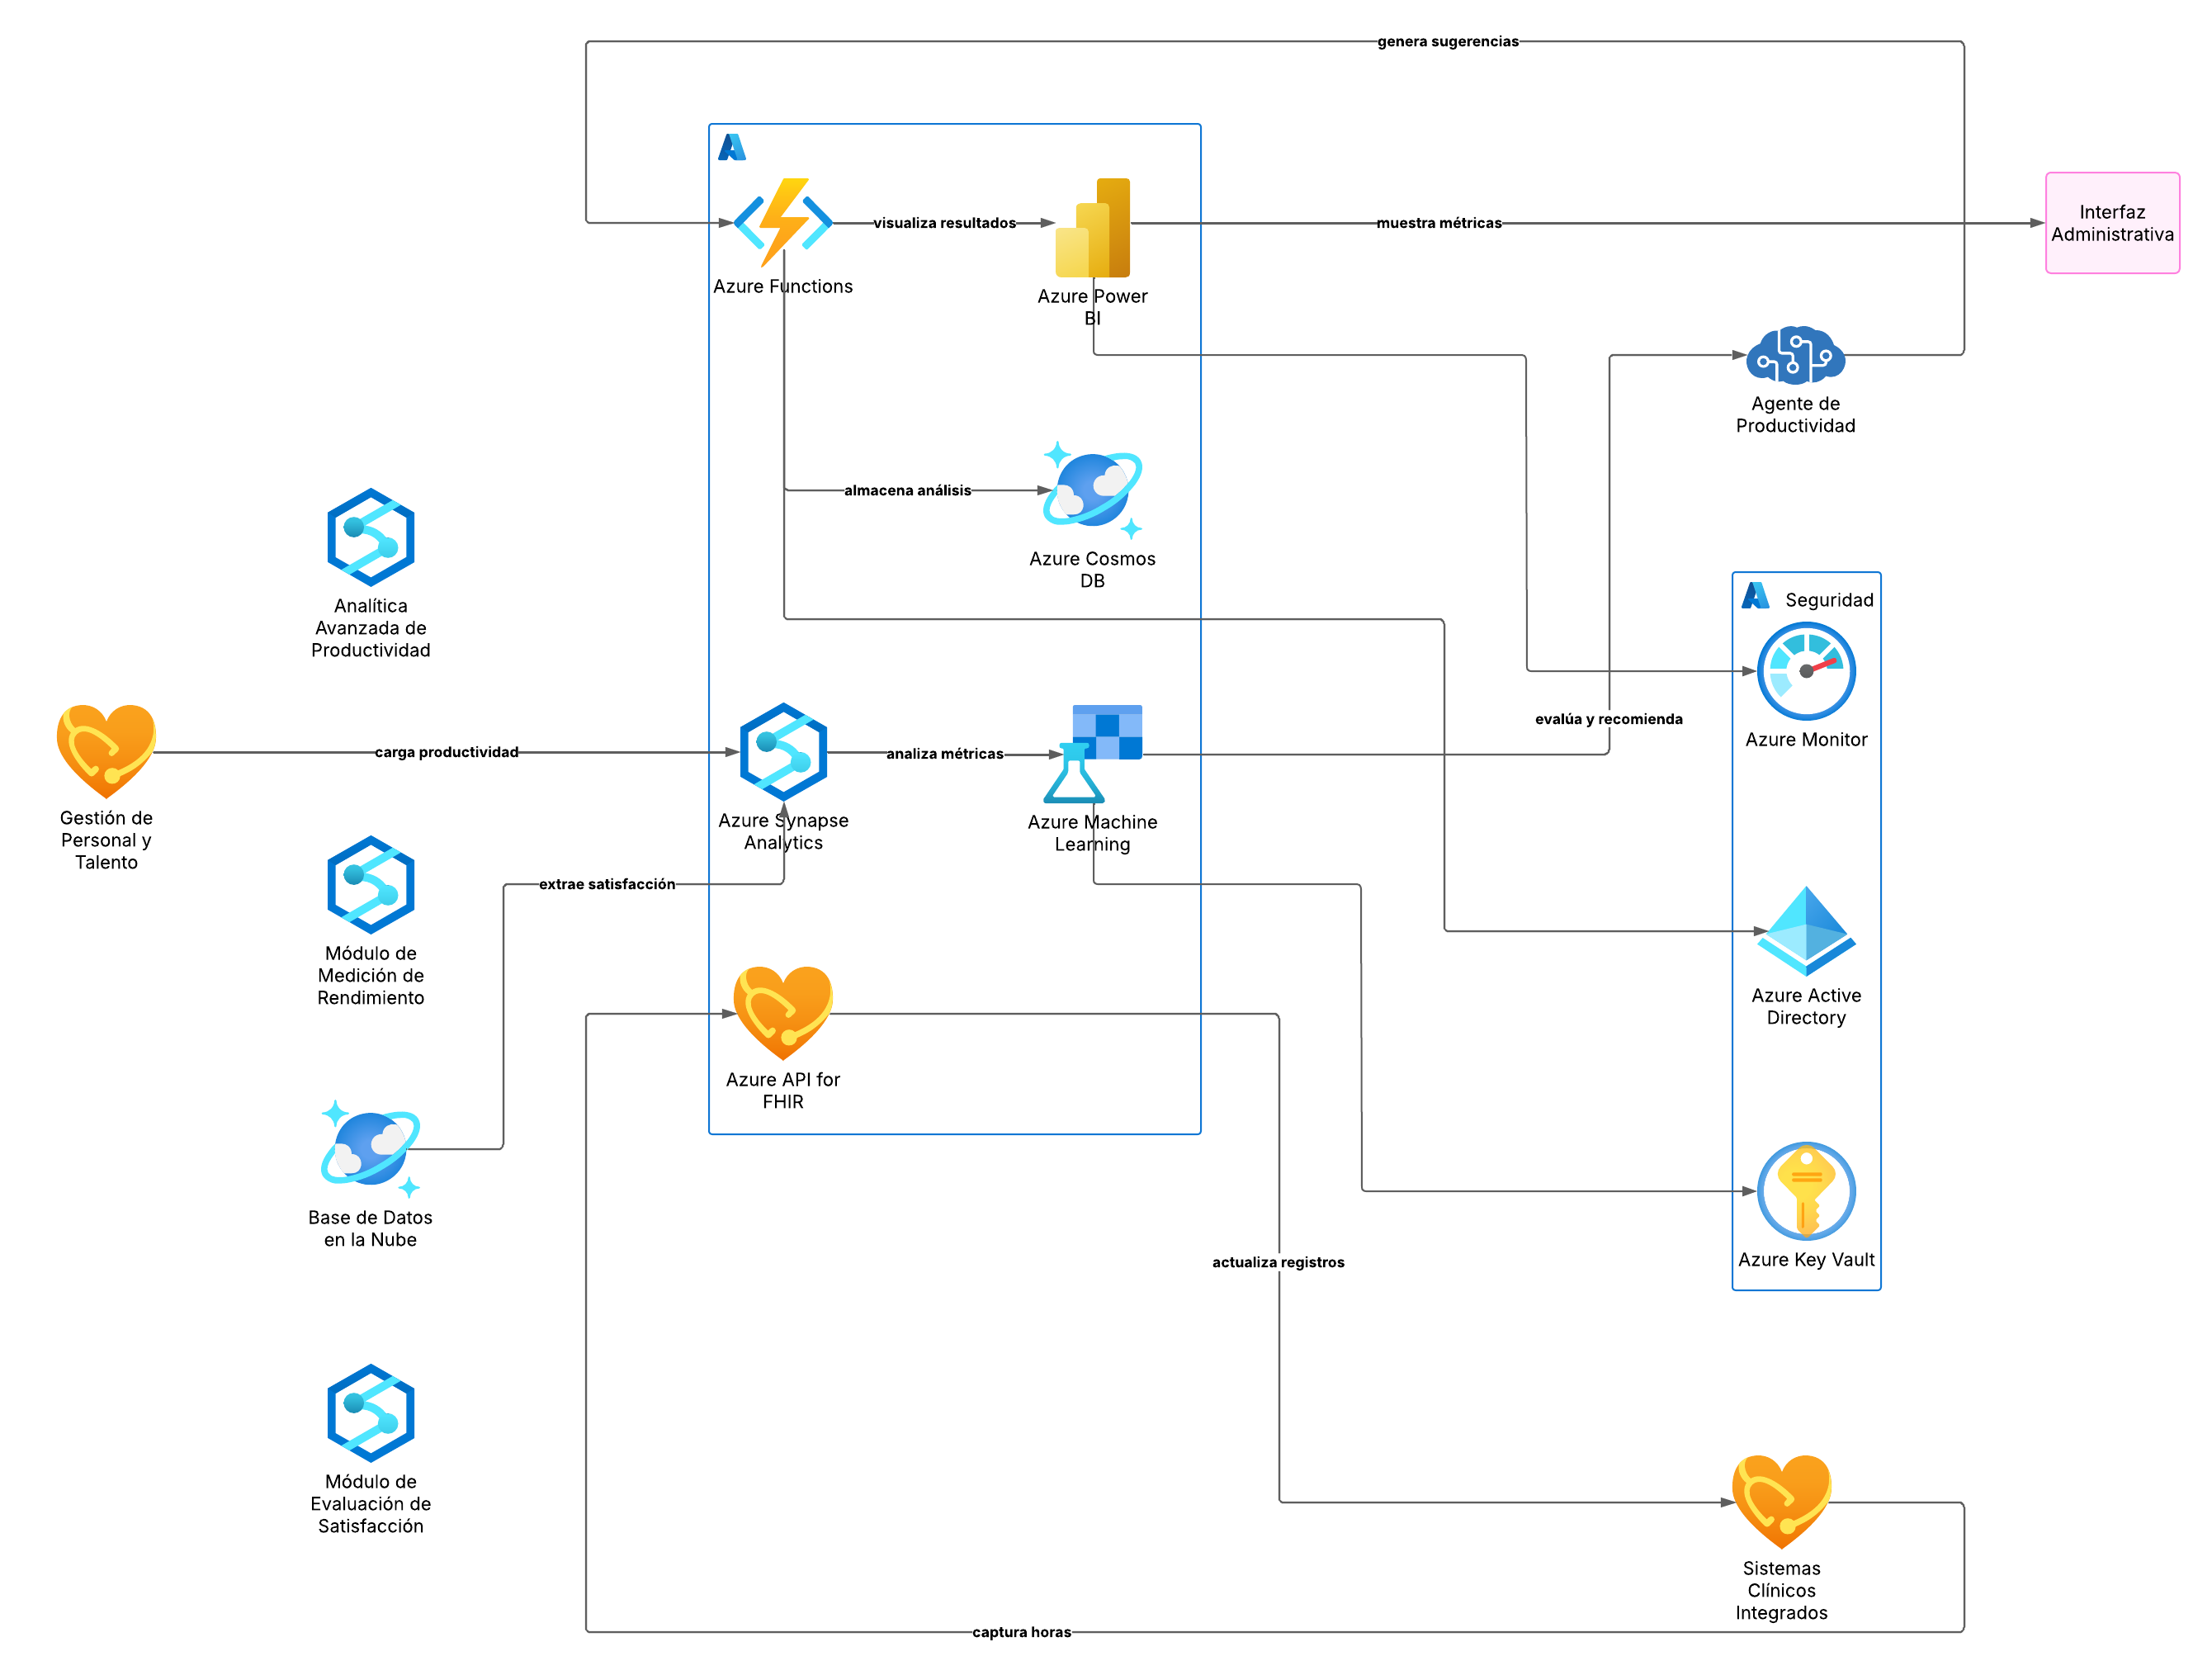 genera sugerencias
visualiza resultados
muestra métricas
Interfaz
Administrativa
Azure Functions
Azure Power
BI
Agente de
Productividad
almacena análisis
Azure Cosmos
DB
Analítica
Avanzada de
Productividad
Seguridad
evalúa y recomienda
Azure Monitor
carga productividad
analiza métricas
Gestión de
Personal y
Talento
Azure Synapse
Analytics
Azure Machine
Learning
extrae satisfacción
Módulo de
Medición de
Rendimiento
Azure Active
Directory
Azure API for
FHIR
Base de Datos
en la Nube
actualiza registros
Azure Key Vault
Módulo de
Evaluación de
Satisfacción
Sistemas
Clínicos
Integrados
captura horas